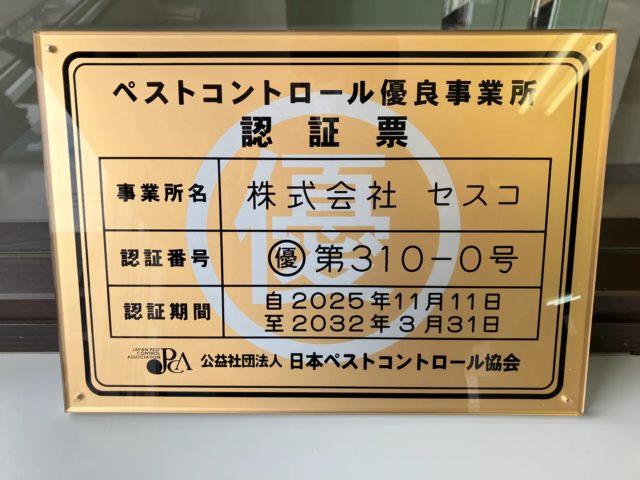 ペストコントロール優良事業所
認証票
事業所名 株式会社 セスコ
認証番号 優 第310-0号
認証期間 自2025年11月11日
至2032年3月31日
JAPAN PEST
CONTROL
ASSOCIATION
JPCA 公益社団法人 日本ペストコントロール協会
優